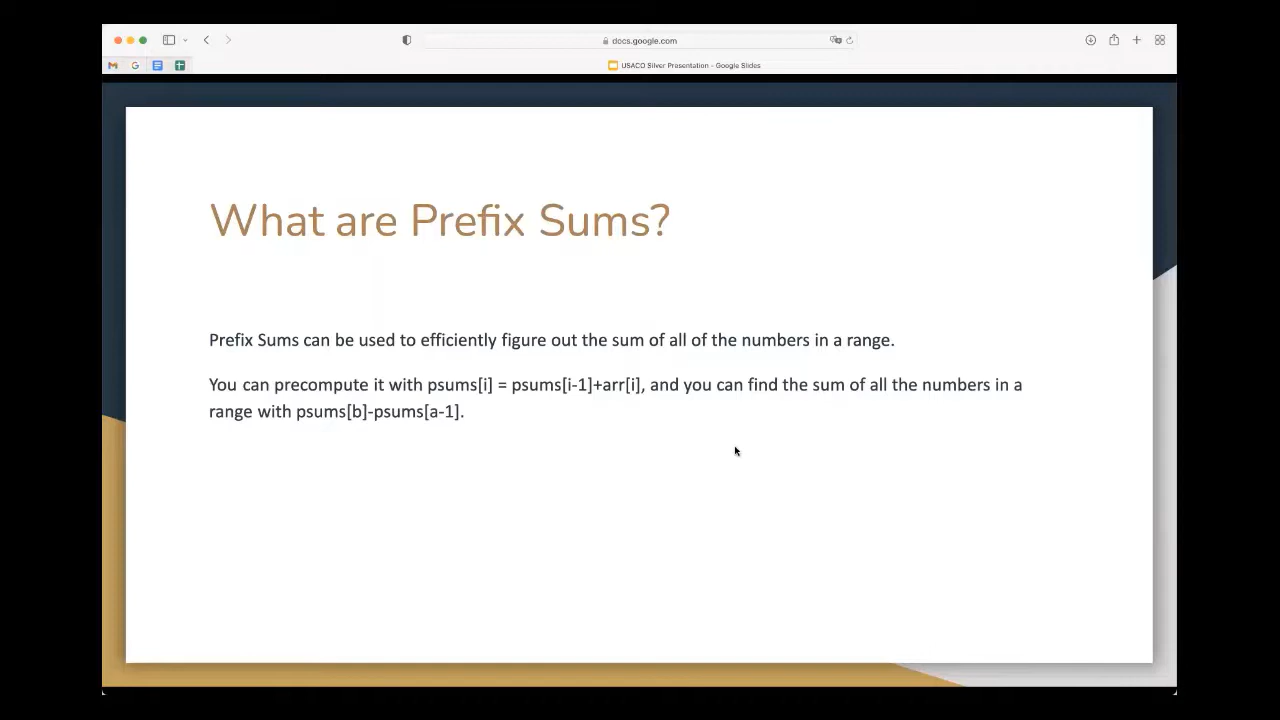 docs.google.com
USACO Silver Presentation - Google Slides
What are Prefix Sums?
Prefix Sums can be used to efficiently figure out the sum of all of the numbers in a range.
You can precompute it with psums[i] = psums[i-1]+arr[i], and you can find the sum of all the numbers in a
range with psums[b]-psums[a-1].